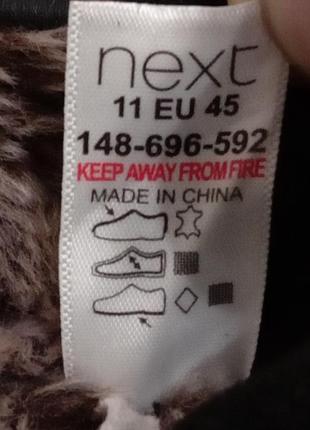 next
11 EU 45
148-696-592
KEEP AWAY FROM FIRE
MADE IN CHINA